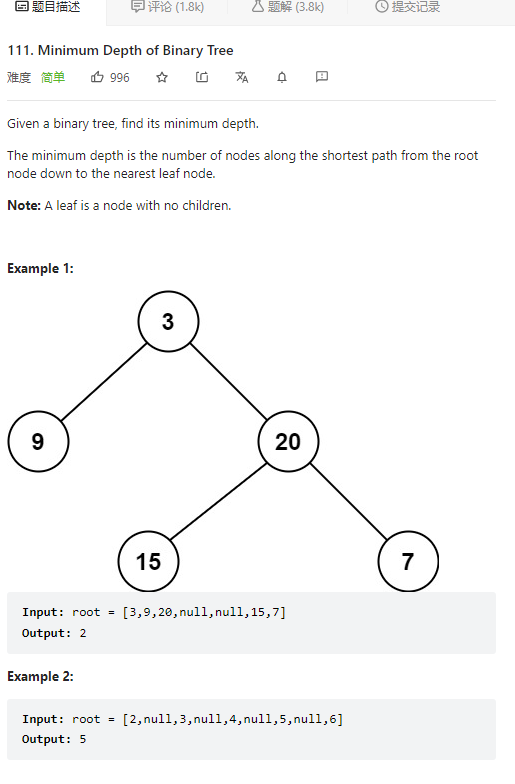 题目描述 评论 (1.8k) 题解 (3.8k) 提交记录
111. Minimum Depth of Binary Tree
难度 简单 996
Given a binary tree, find its minimum depth.
The minimum depth is the number of nodes along the shortest path from the root
node down to the nearest leaf node.
Note: A leaf is a node with no children.
Example 1:
3
9 20
15 7
Input: root = [3,9,20,null,null,15,7]
Output: 2
Example 2:
Input: root = [2,null,3,null,4,null,5,null,6]
Output: 5